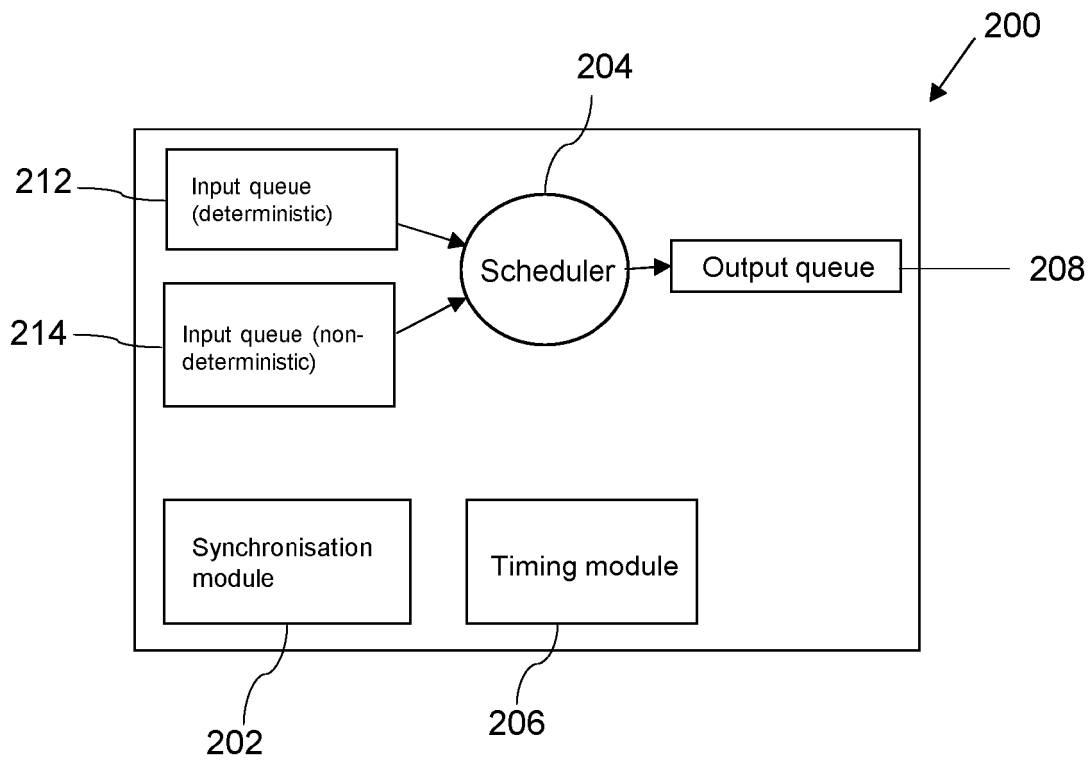 200
204
212
Input queue
(deterministic)
Scheduler
Output queue
208
214
Input queue (non-
deterministic)
Synchronisation
module
Timing module
202
206